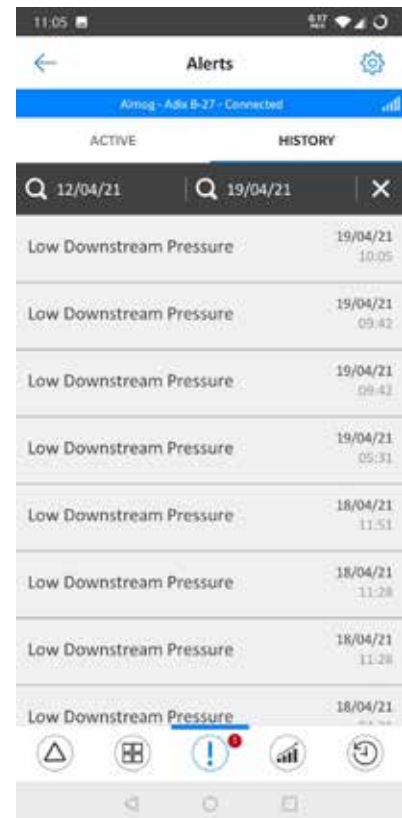 11:05
Alerts
Almog - Adix B-27 - Connected
ACTIVE HISTORY
12/04/21 19/04/21
Low Downstream Pressure 19/04/21
10:05
Low Downstream Pressure 19/04/21
09:42
Low Downstream Pressure 19/04/21
09:42
Low Downstream Pressure 19/04/21
05:31
Low Downstream Pressure 18/04/21
11:51
Low Downstream Pressure 18/04/21
11:28
Low Downstream Pressure 18/04/21
11:28
Low Downstream Pressure 18/04/21